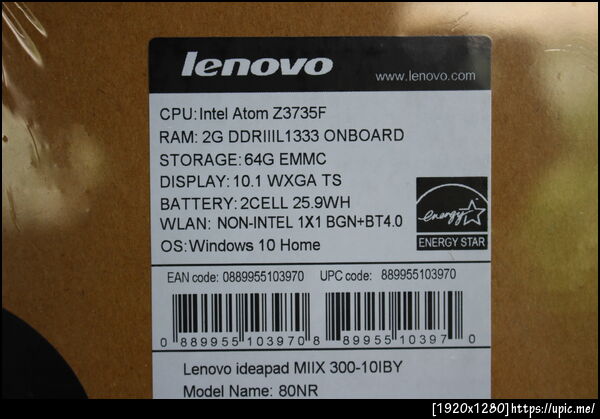 lenovo
www.lenovo.com
CPU: Intel Atom Z3735F
RAM: 2G DDRIIIL1333 ONBOARD
STORAGE: 64G EMMC
DISPLAY: 10.1 WXGA TS
BATTERY: 2CELL 25.9WH
WLAN: NON-INTEL 1X1 BGN+BT4.0
OS: Windows 10 Home
energy
ENERGY STAR
EAN code: 0889955103970 UPC code: 889955103970
0 889955 103970 8 89955 10397 0
Lenovo ideapad MIIX 300-10IBY
Model Name: 80NR
[1920x1280]https://upic.me/